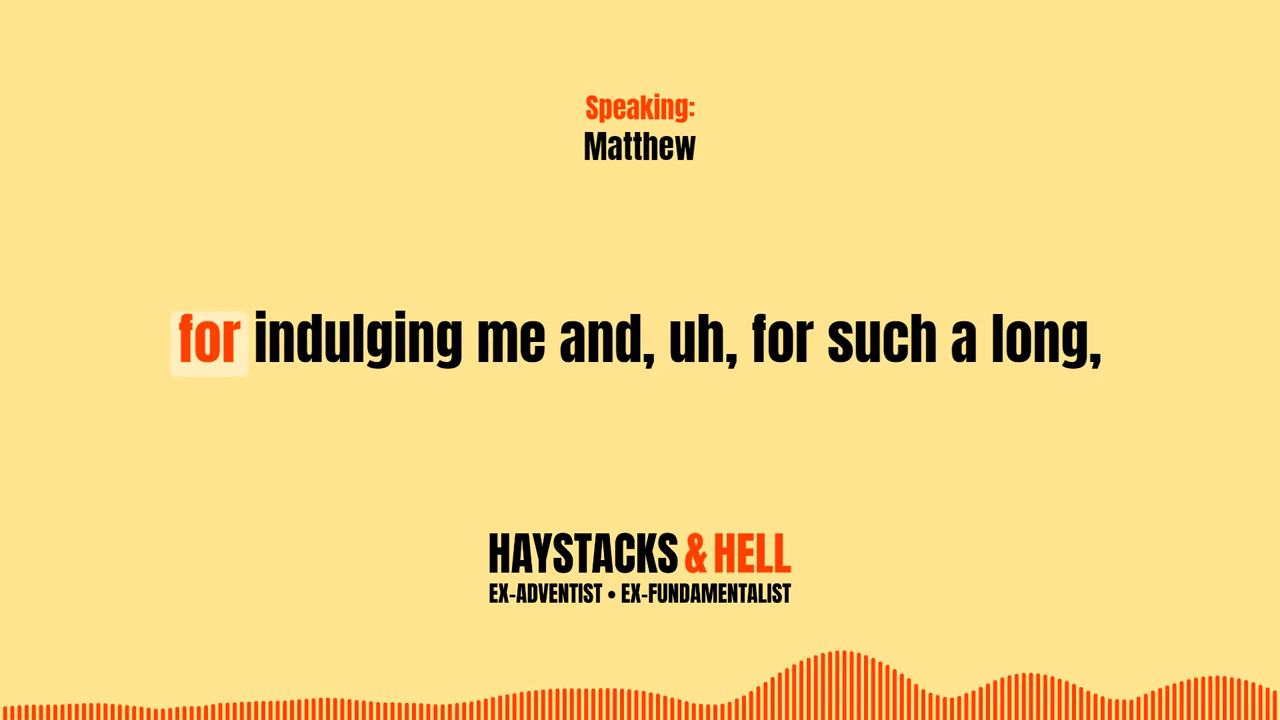 Speaking:
Matthew
for indulging me and, uh, for such a long,
HAYSTACKS & HELL
EX-ADVENTIST • EX-FUNDAMENTALIST